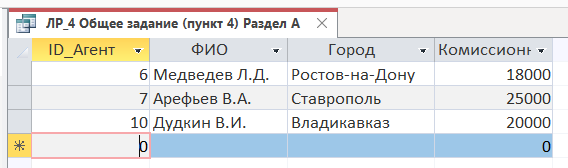 ЛР_4 Общее задание (пункт 4) Раздел А
ID_Агент ФИО Город Комиссионн
6 Медведев Л.Д. Ростов-на-Дону 18000
7 Арефьев В.А. Ставрополь 25000
10 Дудкин В.И. Владикавказ 20000
0 0